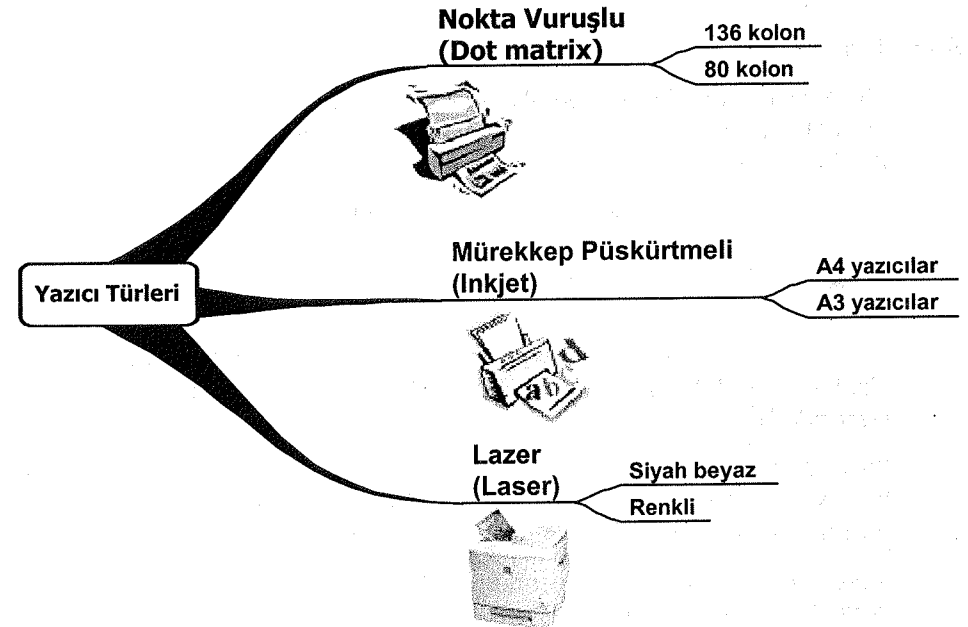 Nokta Vuruşlu
(Dot matrix)
136 kolon
80 kolon
Yazıcı Türleri
Mürekkep Püskürtmeli
(Inkjet)
A4 yazıcılar
A3 yazıcılar
abcd
Lazer
(Laser)
Siyah beyaz
Renkli